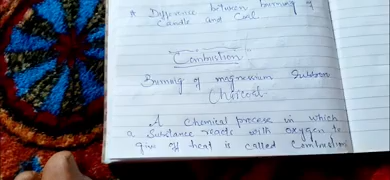 * Difference between burning of
Candle and Coal.
Combustion
Burning of magnesium
Charcoal.
A chemical process in which
a Substance reacts with oxygen to
give off heat is called Combustion